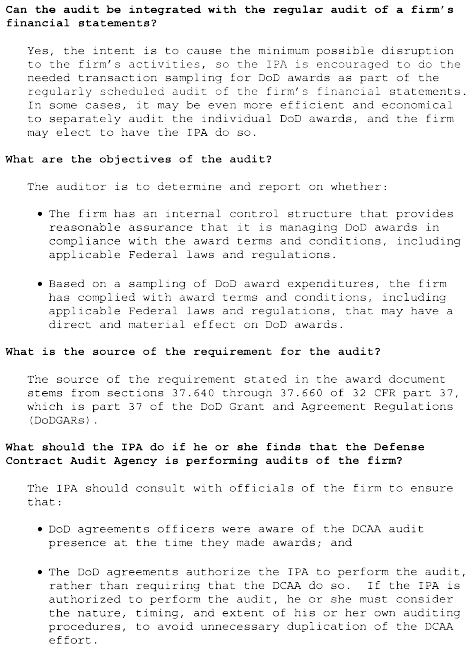 Can the audit be integrated with the regular audit of a firm's
financial statements?
Yes, the intent is to cause the minimum possible disruption
to the firm's activities, so the IPA is encouraged to do the
needed transaction sampling for DoD awards as part of the
regularly scheduled audit of the firm's financial statements.
In some cases, it may be even more efficient and economical
to separately audit the individual DoD awards, and the firm
may elect to have the IPA do so.
What are the objectives of the audit?
The auditor is to determine and report on whether:
• The firm has an internal control structure that provides
reasonable assurance that it is managing DoD awards in
compliance with the award terms and conditions, including
applicable Federal laws and regulations.
• Based on a sampling of DoD award expenditures, the firm
has complied with award terms and conditions, including
applicable Federal laws and regulations, that may have a
direct and material effect on DoD awards.
What is the source of the requirement for the audit?
The source of the requirement stated in the award document
stems from sections 37.640 through 37.660 of 32 CFR part 37,
which is part 37 of the DoD Grant and Agreement Regulations
(DoDGARs).
What should the IPA do if he or she finds that the Defense
Contract Audit Agency is performing audits of the firm?
The IPA should consult with officials of the firm to ensure
that:
• DoD agreements officers were aware of the DCAA audit
presence at the time they made awards; and
• The DoD agreements authorize the IPA to perform the audit,
rather than requiring that the DCAA do so. If the IPA is
authorized to perform the audit, he or she must consider
the nature, timing, and extent of his or her own auditing
procedures, to avoid unnecessary duplication of the DCAA
effort.